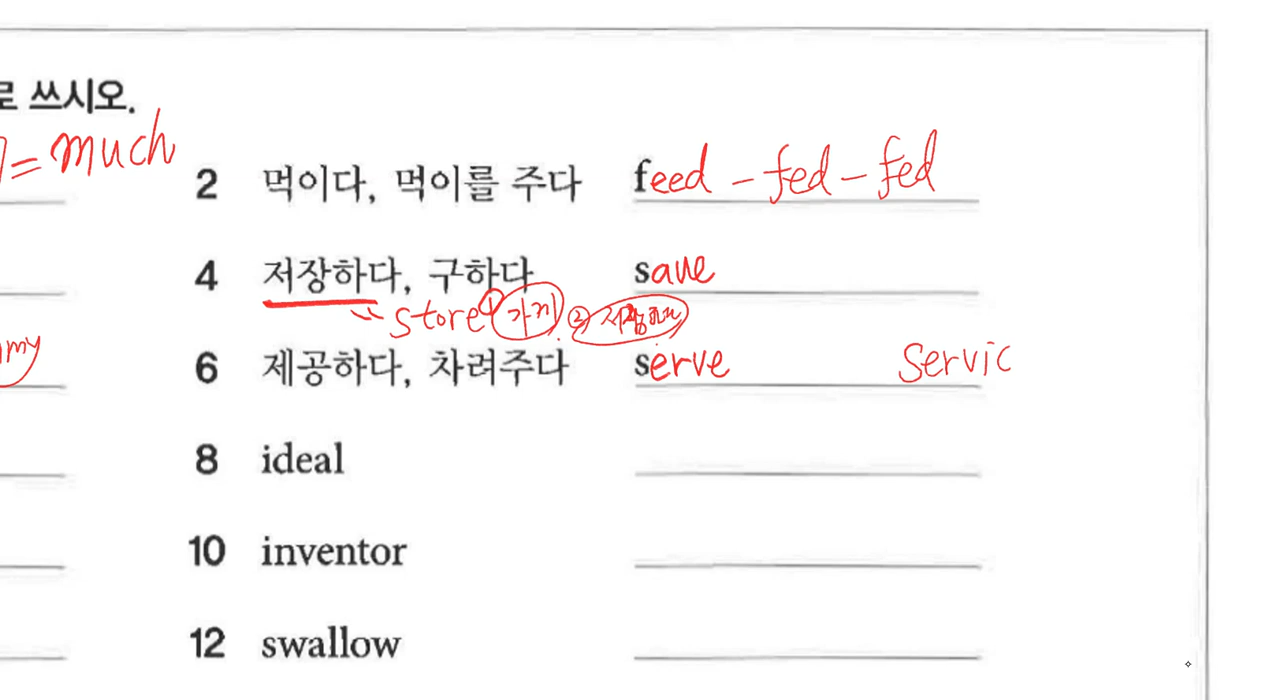 로 쓰시오.
= much
2 먹이다, 먹이를 주다 feed - fed - fed
4 저장하다, 구하다 save
store ① 가게 ② 저장하다
my
6 제공하다, 차려주다 serve Servic
8 ideal
10 inventor
12 swallow